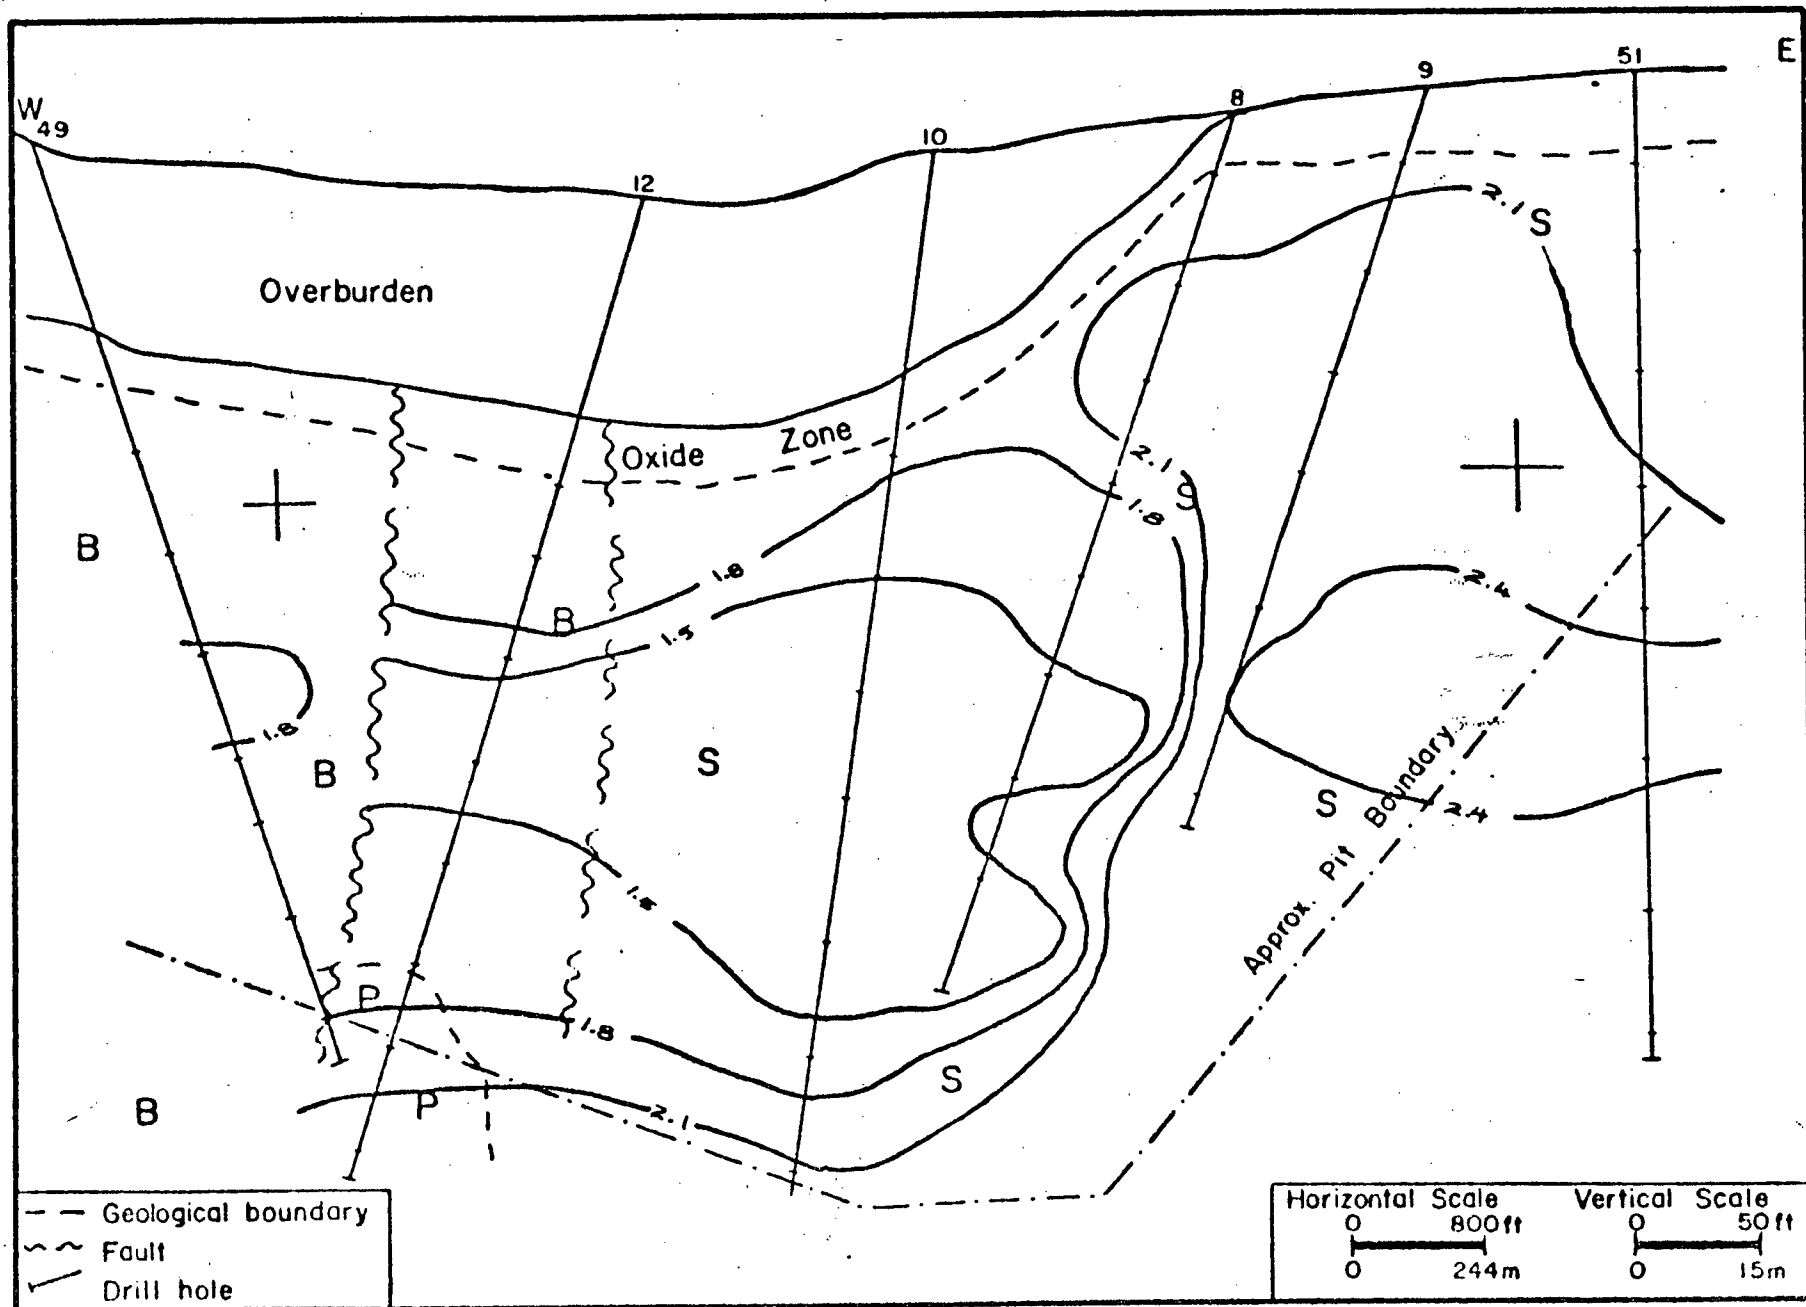 W
49
12
10
8
9
51
E
Overburden
2.1
S
Oxide Zone
2.1
S
1.8
B
1.8
B
1.5
2.4
1.8
B
S
S
2.4
Approx. Pit Boundary
1.5
P
1.8
S
B
P
2.1
Geological boundary
Fault
Drill hole
Horizontal Scale
0 800ft
0 244m
Vertical Scale
0 50ft
0 15m